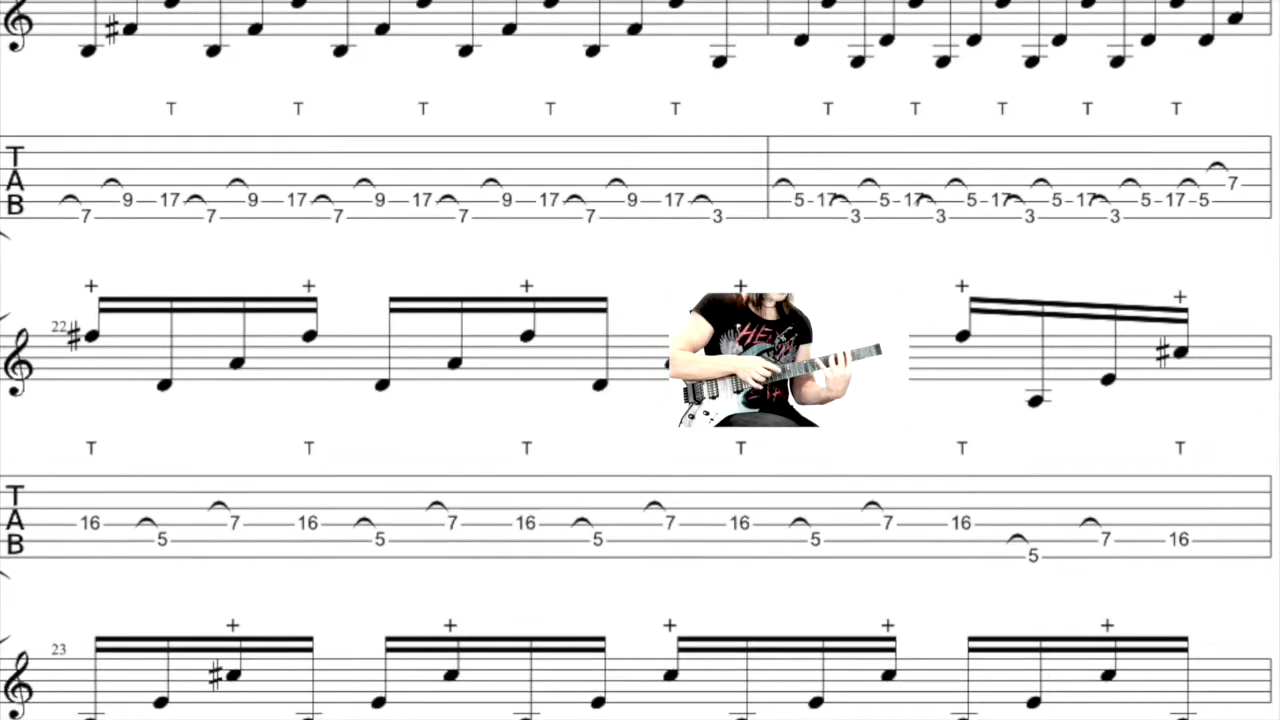 T T T T T T T T T T
T
A
B
7 9 17 7 9 17 7 9 17 7 9 17 7 9 17 3 5 17 3 5 17 3 5 17 3 5 17 3 5 17 5 7
22
+ + + + + +
T T T T T T
T
A
B
16 5 7 16 5 7 16 5 7 16 5 7 16 5 7 16
23
+ + + + +